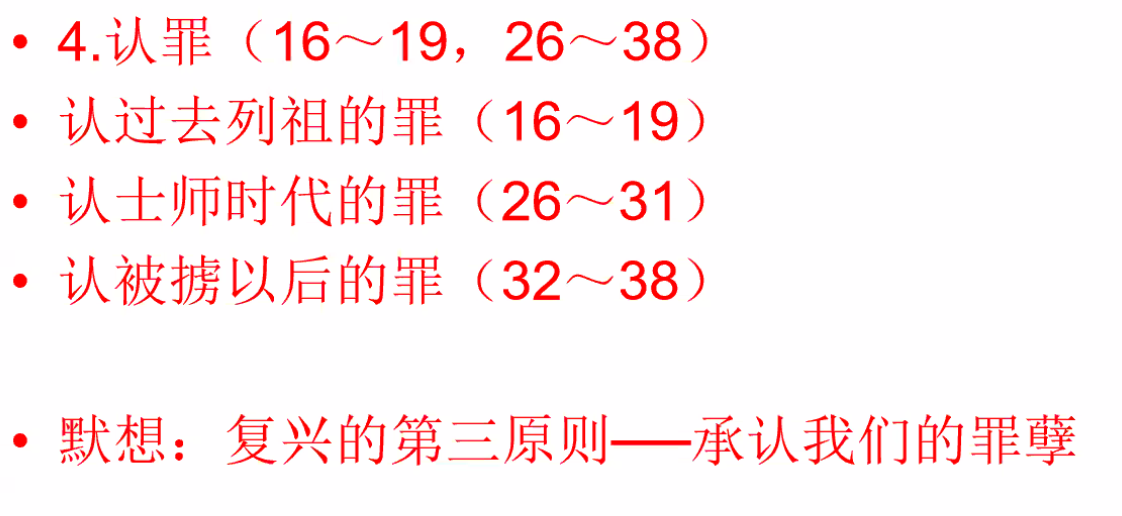 • 4.认罪（16～19，26～38）
• 认过去列祖的罪（16～19）
• 认士师时代的罪（26～31）
• 认被掳以后的罪（32～38）
• 默想：复兴的第三原则──承认我们的罪孽